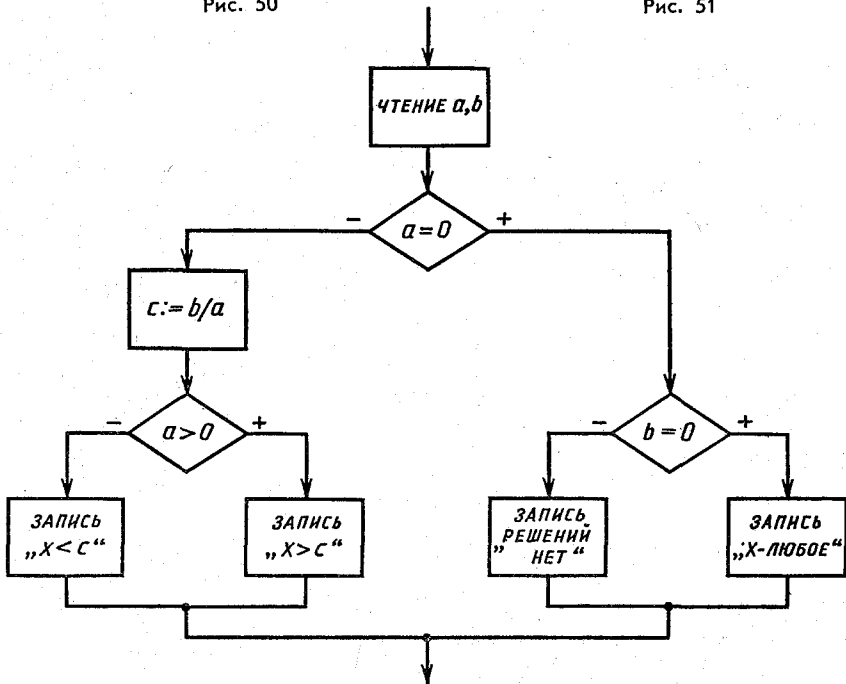 Рис. 50
Рис. 51
ЧТЕНИЕ a,b
a=0
−
+
c:=b/a
a>0
−
+
b=0
−
+
ЗАПИСЬ
„X<C“
ЗАПИСЬ
„X>C“
ЗАПИСЬ
„РЕШЕНИЙ
НЕТ“
ЗАПИСЬ
„X-ЛЮБОЕ“